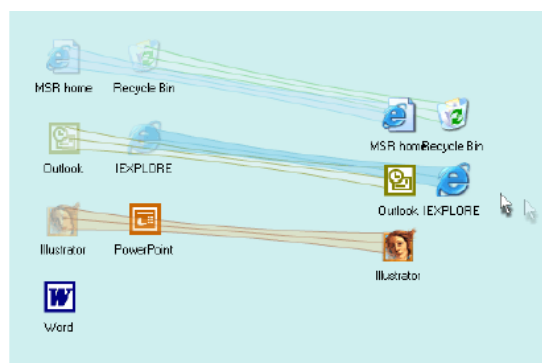 MSR home Recycle Bin
MSR home Recycle Bin
Outlook IEXPLORE
Outlook IEXPLORE
Illustrator PowerPoint
Illustrator
W
Word